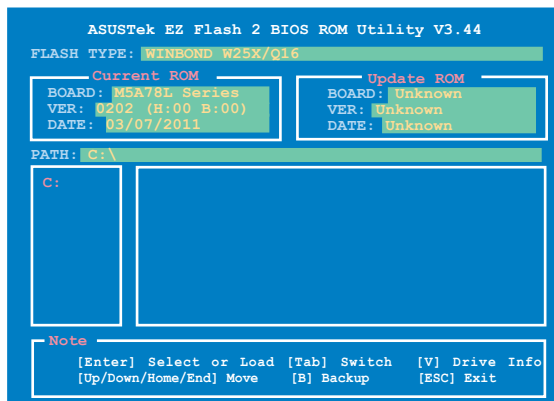 ASUSTek EZ Flash 2 BIOS ROM Utility V3.44
FLASH TYPE: WINBOND W25X/Q16
Current ROM
BOARD: M5A78L Series
VER: 0202 (H:00 B:00)
DATE: 03/07/2011
Update ROM
BOARD: Unknown
VER: Unknown
DATE: Unknown
PATH: C:\
C:
Note
[Enter] Select or Load [Tab] Switch [V] Drive Info
[Up/Down/Home/End] Move [B] Backup [ESC] Exit